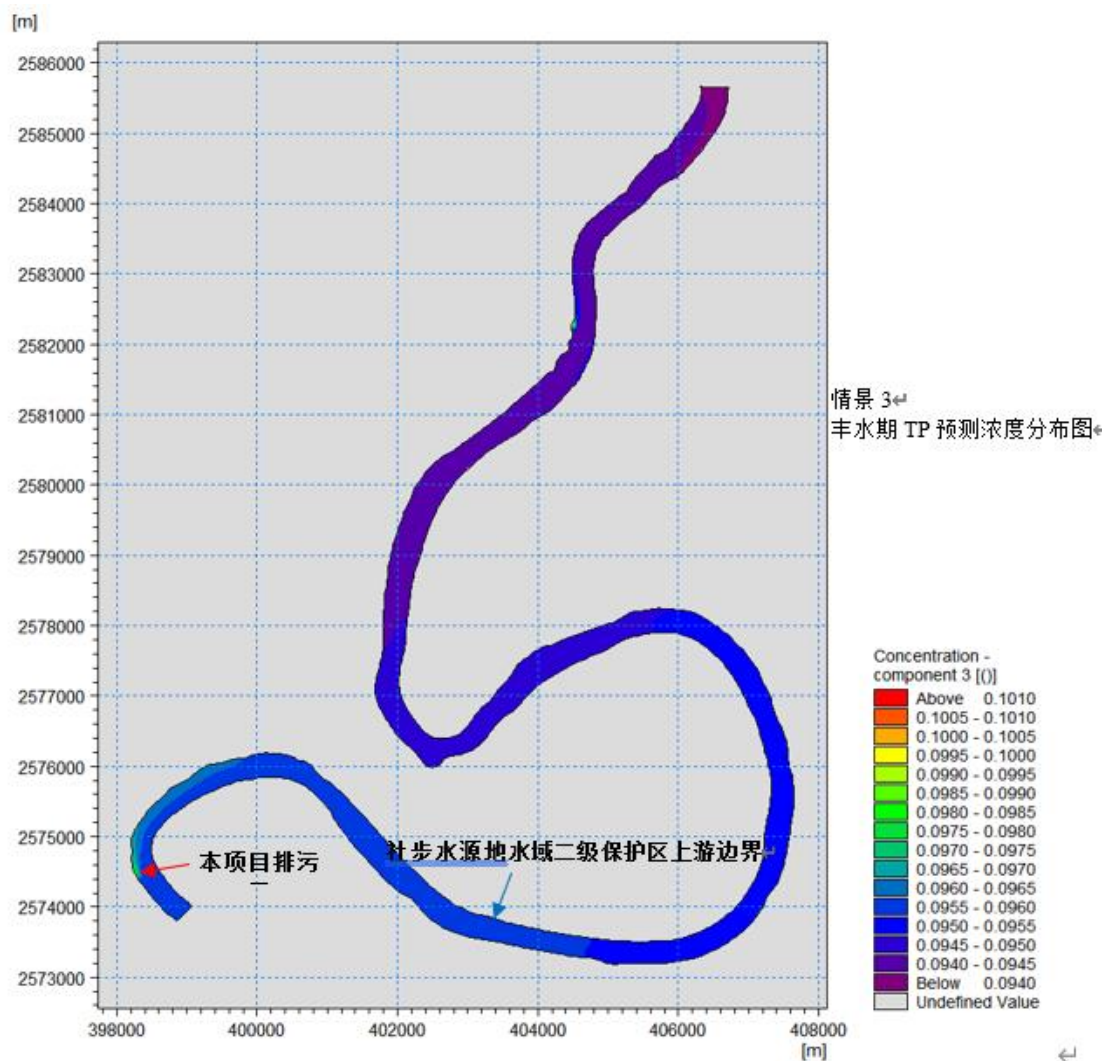 [m]
2586000
2585000
2584000
2583000
2582000
2581000
2580000
2579000
2578000
2577000
2576000
2575000
2574000
2573000
398000 400000 402000 404000 406000 408000
[m]
情景 3
丰水期 TP 预测浓度分布图
本项目排污
社步水源地水域二级保护区上游边界
Concentration -
component 3 [()]
Above 0.1010
0.1005 - 0.1010
0.1000 - 0.1005
0.0995 - 0.1000
0.0990 - 0.0995
0.0985 - 0.0990
0.0980 - 0.0985
0.0975 - 0.0980
0.0970 - 0.0975
0.0965 - 0.0970
0.0960 - 0.0965
0.0955 - 0.0960
0.0950 - 0.0955
0.0945 - 0.0950
0.0940 - 0.0945
Below 0.0940
Undefined Value